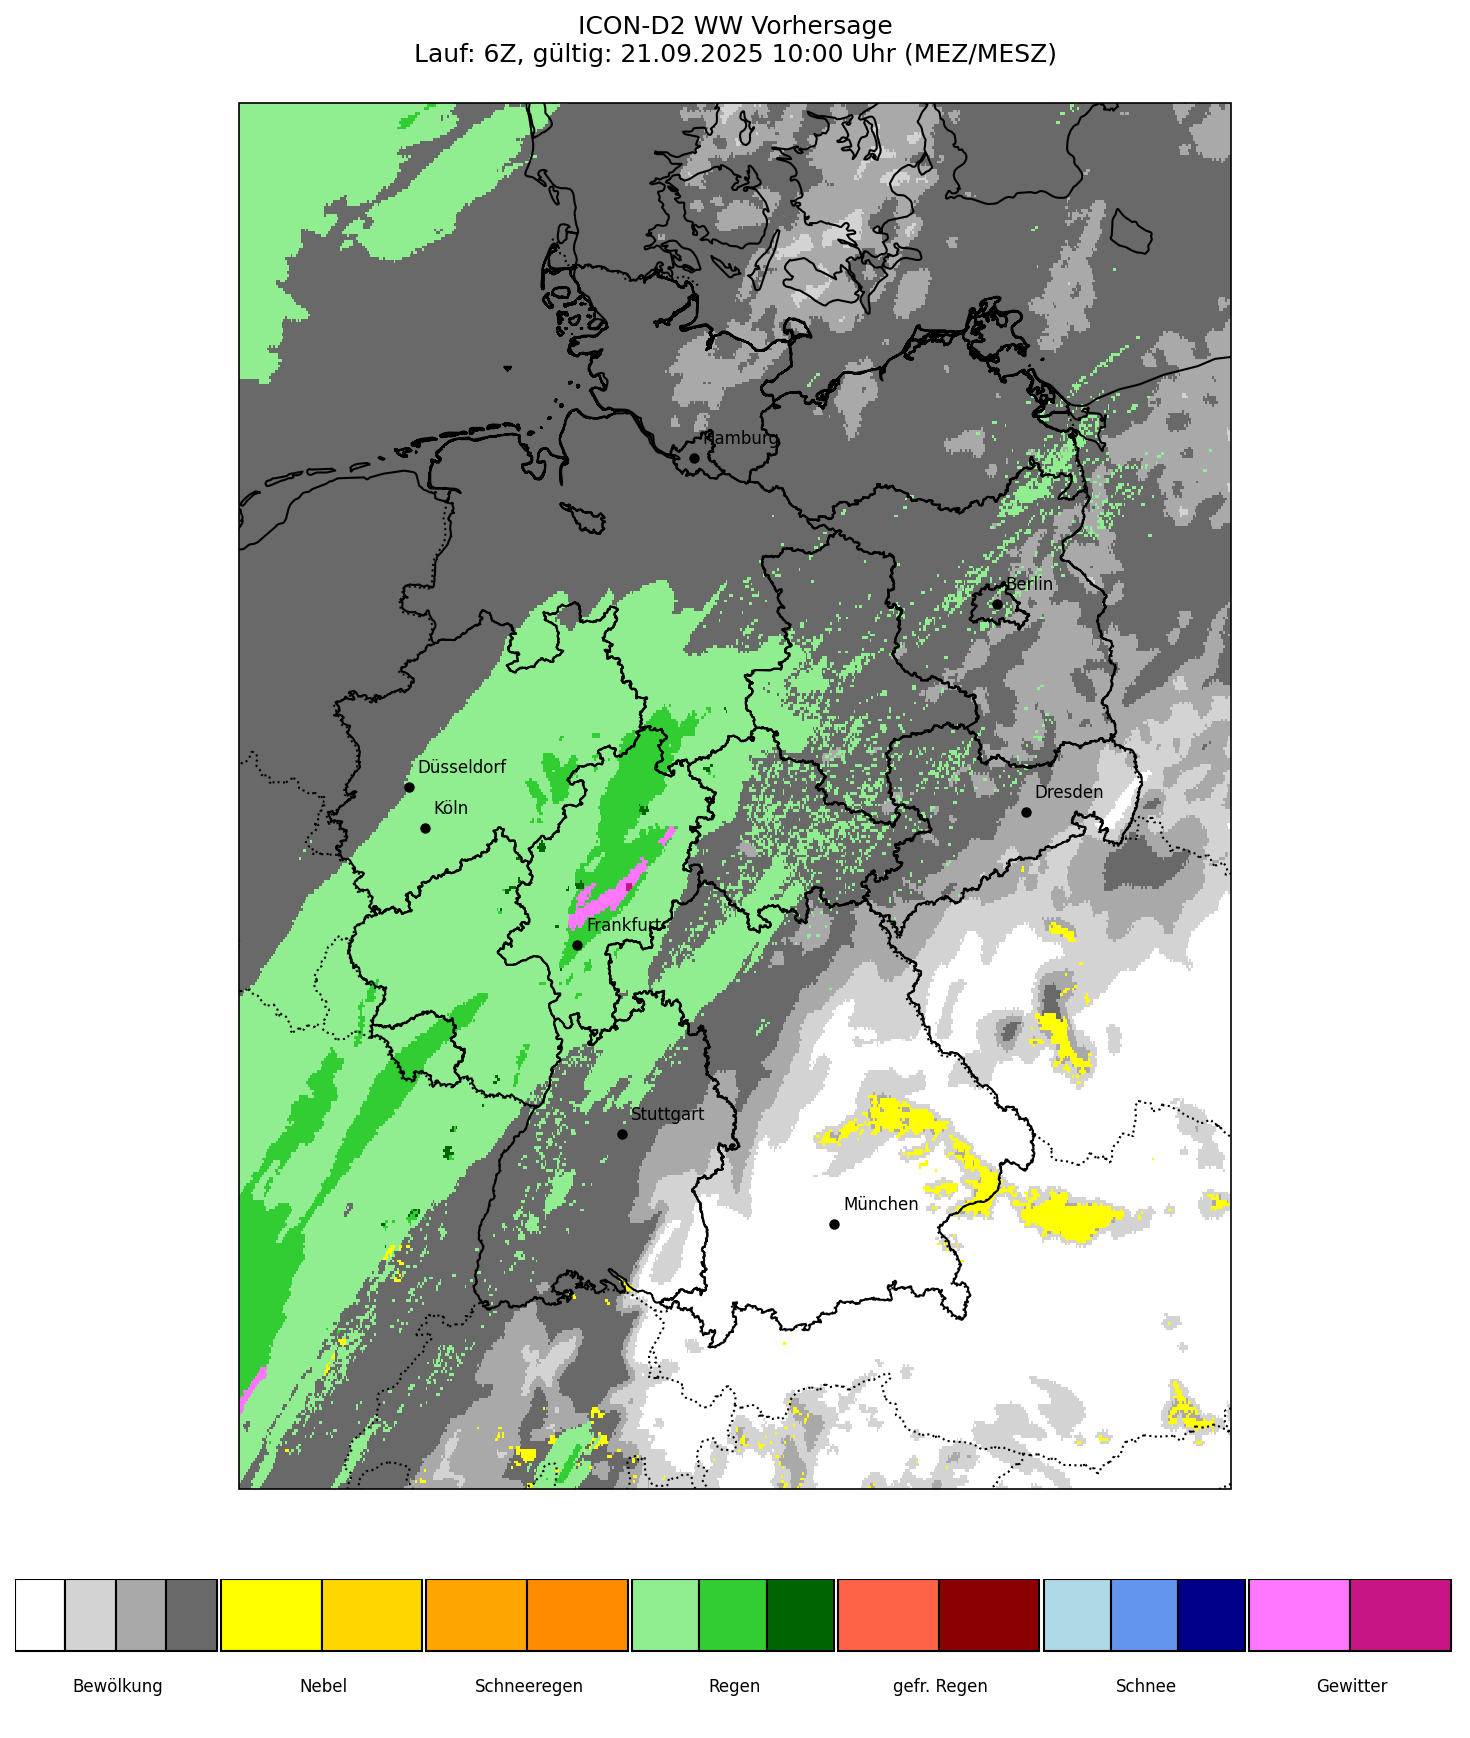 ICON-D2 WW Vorhersage
Lauf: 6Z, gültig: 21.09.2025 10:00 Uhr (MEZ/MESZ)
Hamburg
Berlin
Düsseldorf
Köln
Dresden
Frankfurt
Stuttgart
München
Bewölkung
Nebel
Schneeregen
Regen
gefr. Regen
Schnee
Gewitter